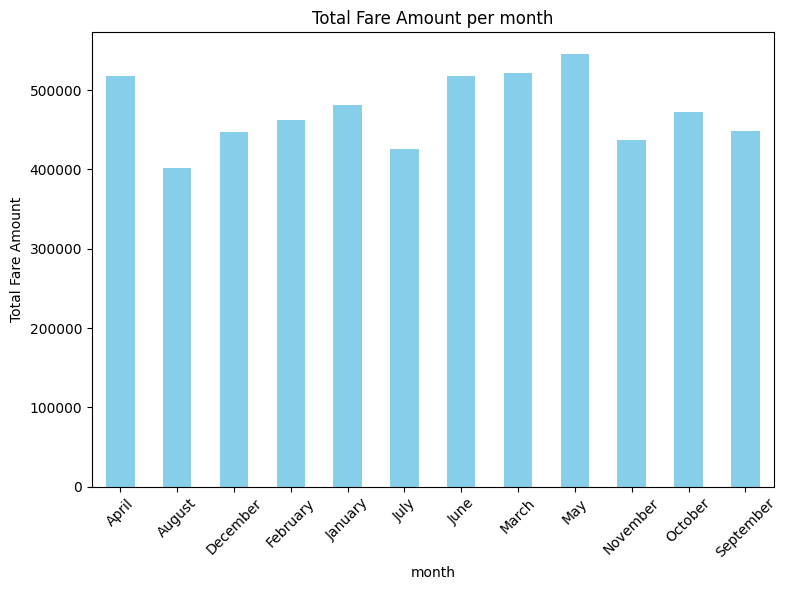 Total Fare Amount per month
Total Fare Amount
500000
400000
300000
200000
100000
0
April
August
December
February
January
July
June
March
May
November
October
September
month